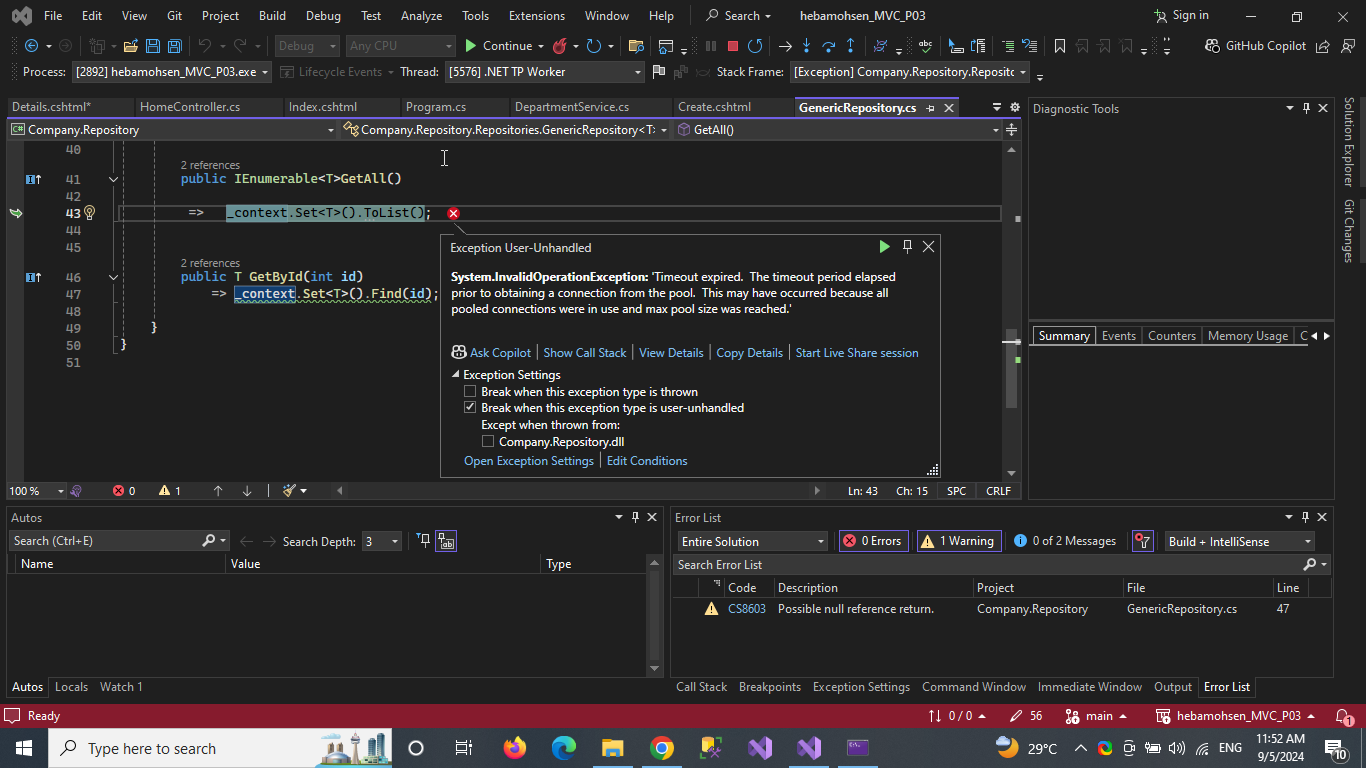 File Edit View Git Project Build Debug Test Analyze Tools Extensions Window Help Search hebamohsen_MVC_P03 Sign in
Debug Any CPU Continue GitHub Copilot
Process: [2892] hebamohsen_MVC_P03.exe Lifecycle Events Thread: [5576] .NET TP Worker Stack Frame: [Exception] Company.Repository.Reposito
Details.cshtml* HomeController.cs Index.cshtml Program.cs DepartmentService.cs Create.cshtml GenericRepository.cs
Company.Repository Company.Repository.Repositories.GenericRepository<T> GetAll()
40
2 references
41 public IEnumerable<T>GetAll()
42
43 => _context.Set<T>().ToList();
44
45
2 references
46 public T GetById(int id)
47 => _context.Set<T>().Find(id);
48
49 }
50 }
51
Exception User-Unhandled
System.InvalidOperationException: 'Timeout expired. The timeout period elapsed
prior to obtaining a connection from the pool. This may have occurred because all
pooled connections were in use and max pool size was reached.'
Ask Copilot Show Call Stack View Details Copy Details Start Live Share session
Exception Settings
Break when this exception type is thrown
Break when this exception type is user-unhandled
Except when thrown from:
Company.Repository.dll
Open Exception Settings Edit Conditions
100 % 0 1 Ln: 43 Ch: 15 SPC CRLF
Diagnostic Tools
Summary Events Counters Memory Usage C
Solution Explorer
Git Changes
Autos
Search (Ctrl+E) Search Depth: 3
Name Value Type
Autos Locals Watch 1
Error List
Entire Solution 0 Errors 1 Warning 0 of 2 Messages Build + IntelliSense
Search Error List
Code Description Project File Line
CS8603 Possible null reference return. Company.Repository GenericRepository.cs 47
Call Stack Breakpoints Exception Settings Command Window Immediate Window Output Error List
Ready 0 / 0 56 main hebamohsen_MVC_P03 1
Type here to search 29°C ENG 11:52 AM
9/5/2024 10